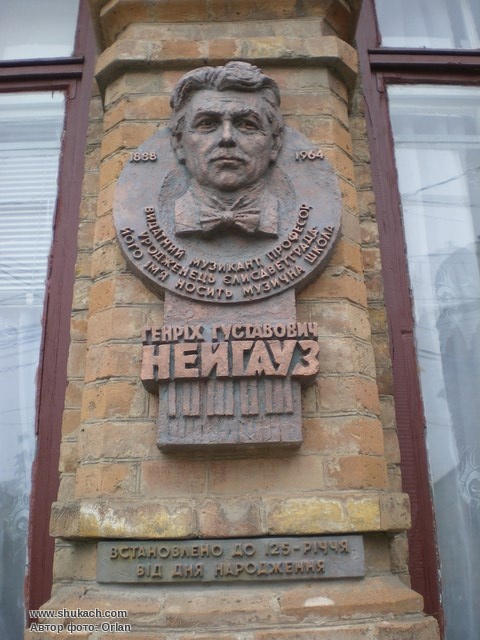 1888 1964
ВИДАТНИЙ МУЗИКАНТ ПРОФЕСОР
УРОДЖЕНЕЦЬ ЄЛИСАВЕТГРАДУ
ЙОГО ІМ'Я НОСИТЬ МУЗИЧНА ШКОЛА
ГЕНРІХ ГУСТАВОВИЧ
НЕЙГАУЗ
ВСТАНОВЛЕНО ДО 125-РІЧЧЯ
ВІД ДНЯ НАРОДЖЕННЯ
www.shukach.com
Автор фото- Orlan